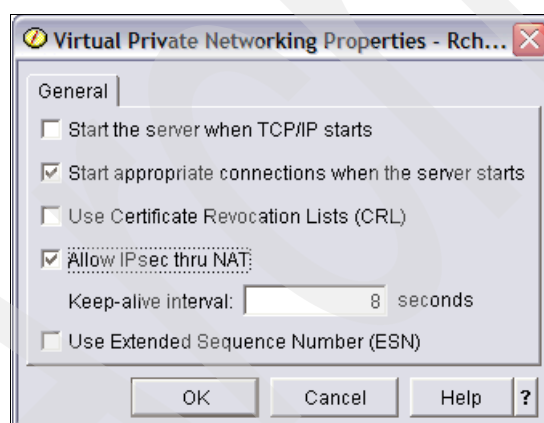 Virtual Private Networking Properties - Rch...
General
Start the server when TCP/IP starts
Start appropriate connections when the server starts
Use Certificate Revocation Lists (CRL)
Allow IPsec thru NAT
Keep-alive interval: 8 seconds
Use Extended Sequence Number (ESN)
OK Cancel Help ?